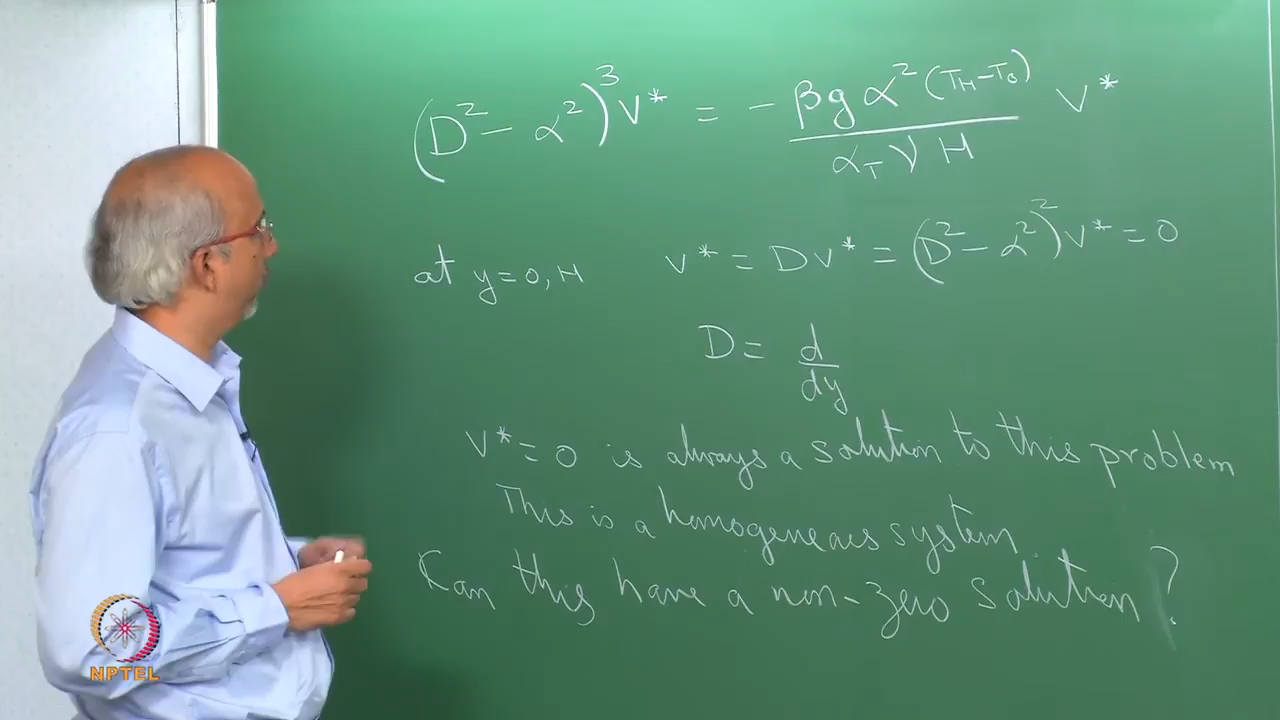 (D² − α²)³ v* = − βgα²(T_H − T_0) / α_T ν H v*
at y=0, H   v* = Dv* = (D² − α²)² v* = 0
D = d/dy
v* = 0 is always a solution to this problem
This is a homogeneous system
Can this have a non-zero solution?
NPTEL